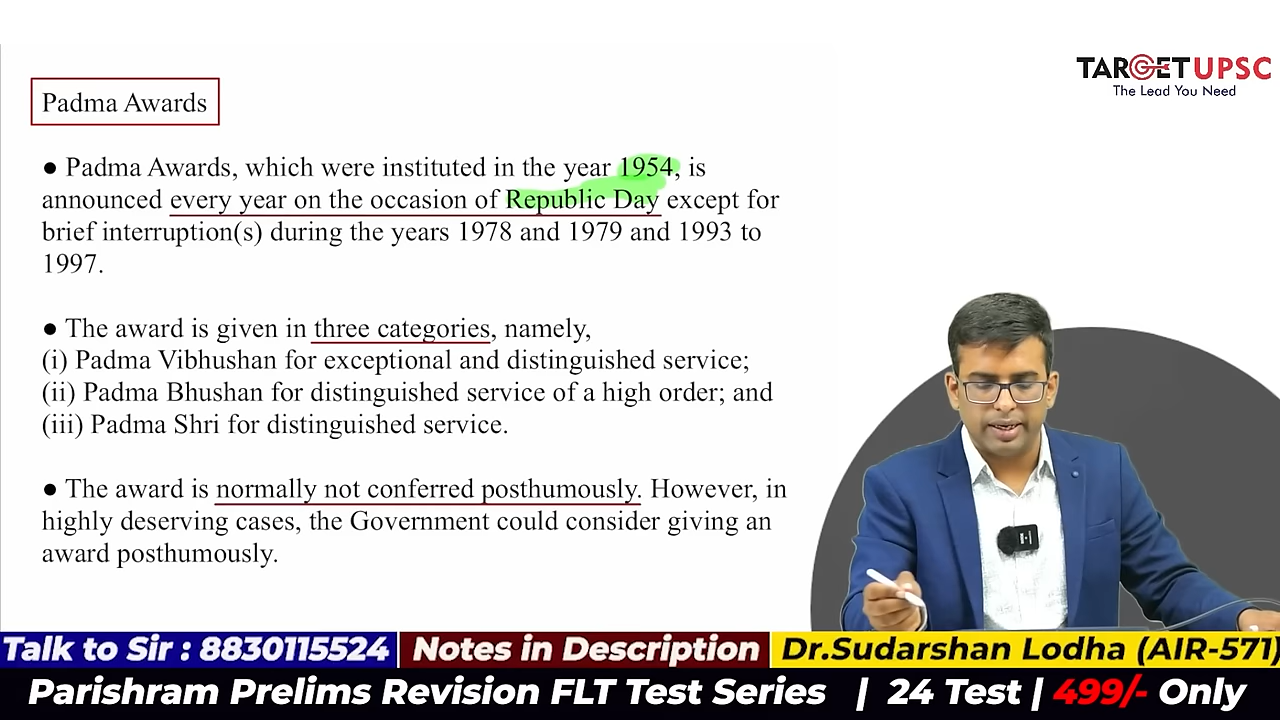 TARGETUPSC
The Lead You Need
Padma Awards
● Padma Awards, which were instituted in the year 1954, is
announced every year on the occasion of Republic Day except for
brief interruption(s) during the years 1978 and 1979 and 1993 to
1997.
● The award is given in three categories, namely,
(i) Padma Vibhushan for exceptional and distinguished service;
(ii) Padma Bhushan for distinguished service of a high order; and
(iii) Padma Shri for distinguished service.
● The award is normally not conferred posthumously. However, in
highly deserving cases, the Government could consider giving an
award posthumously.
Talk to Sir : 8830115524 Notes in Description Dr.Sudarshan Lodha (AIR-571)
Parishram Prelims Revision FLT Test Series | 24 Test | 499/- Only